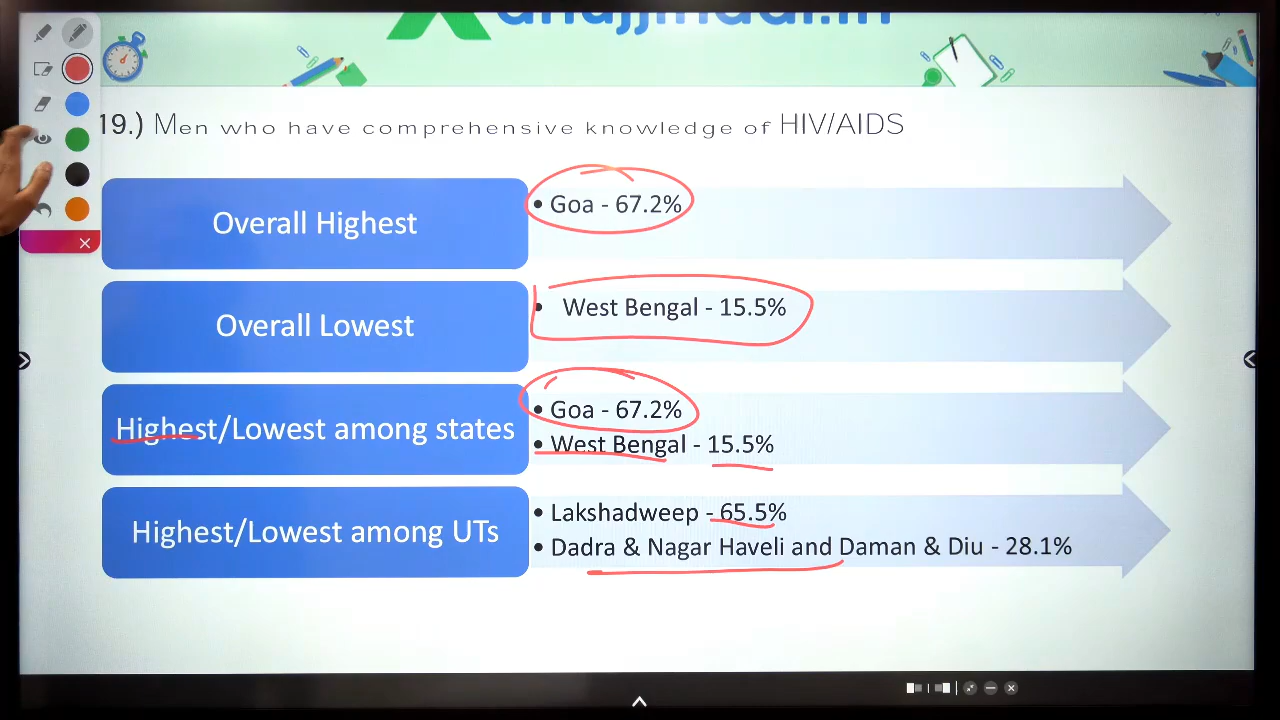 19.) Men who have comprehensive knowledge of HIV/AIDS
Overall Highest
• Goa - 67.2%
Overall Lowest
• West Bengal - 15.5%
Highest/Lowest among states
• Goa - 67.2%
• West Bengal - 15.5%
Highest/Lowest among UTs
• Lakshadweep - 65.5%
• Dadra & Nagar Haveli and Daman & Diu - 28.1%